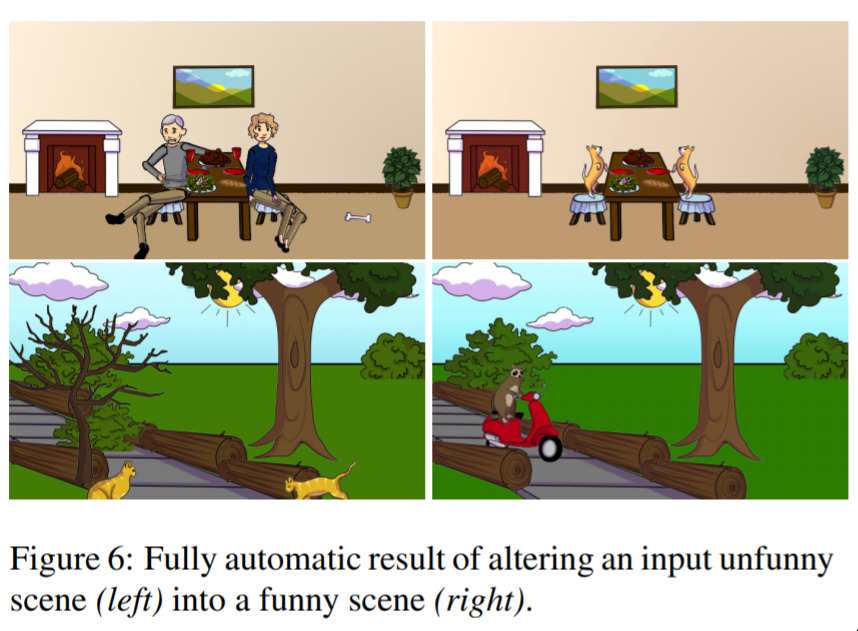 Figure 6: Fully automatic result of altering an input unfunny
scene (left) into a funny scene (right).